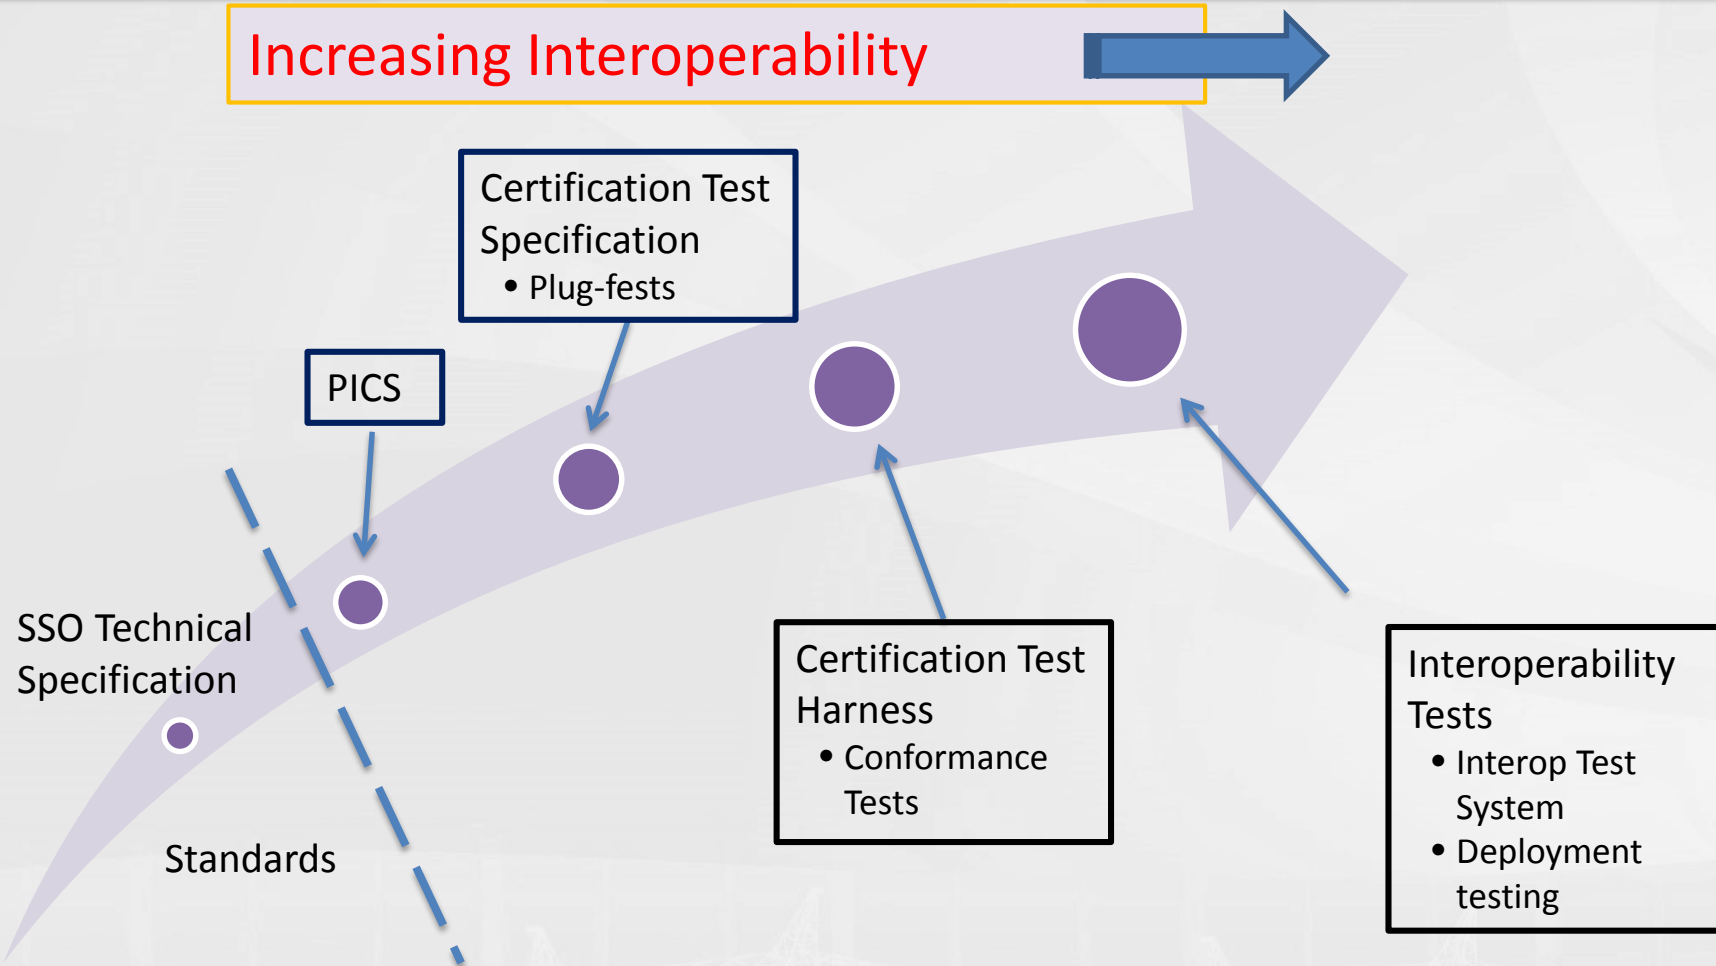 Increasing Interoperability
Certification Test
Specification
• Plug-fests
PICS
SSO Technical
Specification
Standards
Certification Test
Harness
• Conformance
Tests
Interoperability
Tests
• Interop Test
System
• Deployment
testing